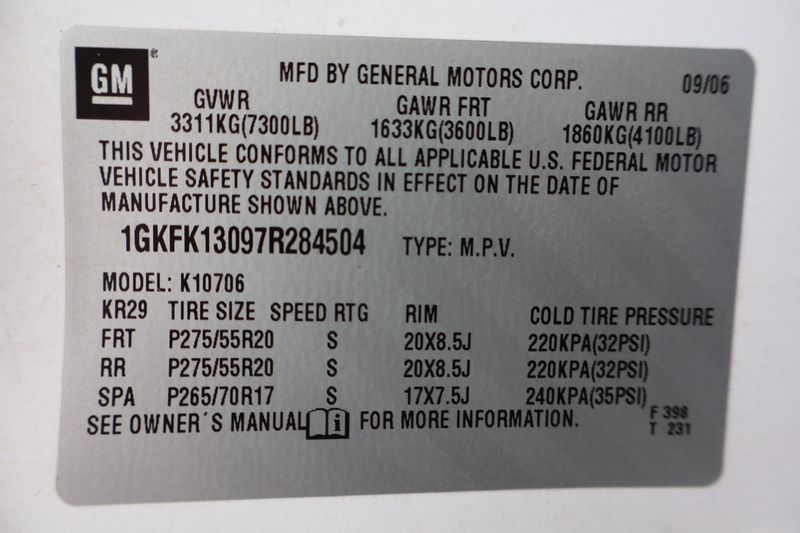 GM
MFD BY GENERAL MOTORS CORP. 09/06
GVWR GAWR FRT GAWR RR
3311KG(7300LB) 1633KG(3600LB) 1860KG(4100LB)
THIS VEHICLE CONFORMS TO ALL APPLICABLE U.S. FEDERAL MOTOR
VEHICLE SAFETY STANDARDS IN EFFECT ON THE DATE OF
MANUFACTURE SHOWN ABOVE.
1GKFK13097R284504 TYPE: M.P.V.
MODEL: K10706
KR29 TIRE SIZE SPEED RTG RIM COLD TIRE PRESSURE
FRT P275/55R20 S 20X8.5J 220KPA(32PSI)
RR P275/55R20 S 20X8.5J 220KPA(32PSI)
SPA P265/70R17 S 17X7.5J 240KPA(35PSI)
SEE OWNER´S MANUAL i FOR MORE INFORMATION.
F 398
T 231